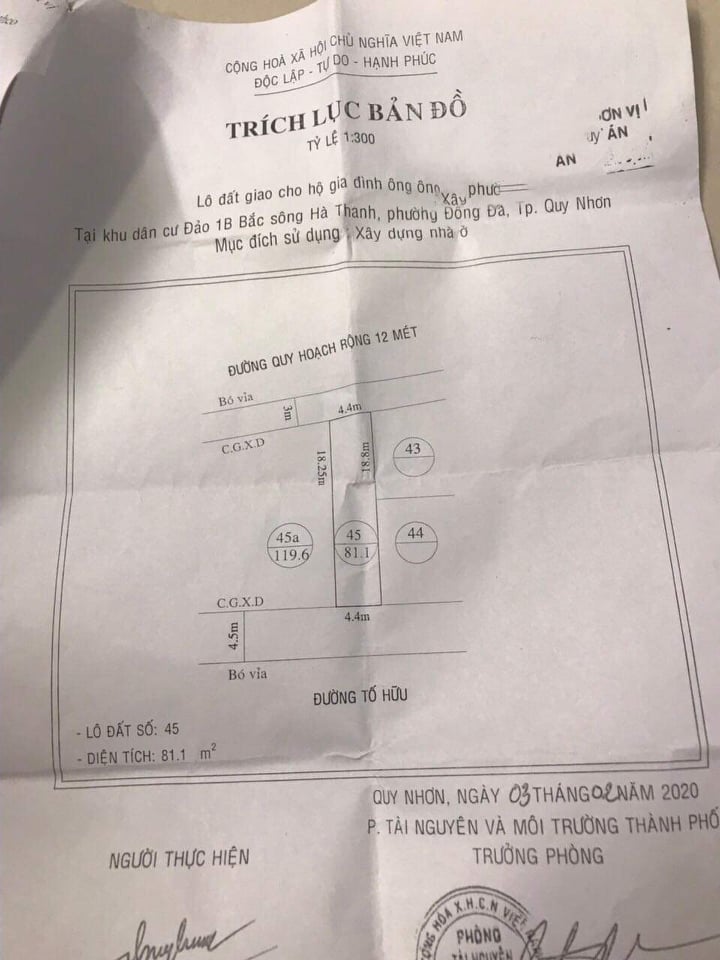 CỘNG HOÀ XÃ HỘI CHỦ NGHĨA VIỆT NAM
ĐỘC LẬP - TỰ DO - HẠNH PHÚC
TRÍCH LỤC BẢN ĐỒ
TỶ LỆ 1:300
ƠN VỊ
ÁN
AN
Lô đất giao cho hộ gia đình ông ông
Xây phườ
Tại khu dân cư Đảo 1B Bắc sông Hà Thanh, phường Đống Đa, Tp. Quy Nhơn
Mục đích sử dụng : Xây dựng nhà ở
ĐƯỜNG QUY HOẠCH RỘNG 12 MÉT
Bó vỉa
3m
4.4m
C.G.X.D
18.25m
18.8m
43
45a
119.6
45
81.1
44
C.G.X.D
4.4m
4.5m
Bó vỉa
ĐƯỜNG TỐ HỮU
- LÔ ĐẤT SỐ: 45
- DIỆN TÍCH: 81.1 m²
QUY NHƠN, NGÀY 03 THÁNG 02 NĂM 2020
P. TÀI NGUYÊN VÀ MÔI TRƯỜNG THÀNH PHỐ
NGƯỜI THỰC HIỆN
TRƯỞNG PHÒNG
X.H.C.N VIỆT
PHÒNG
TÀI NGUYÊN